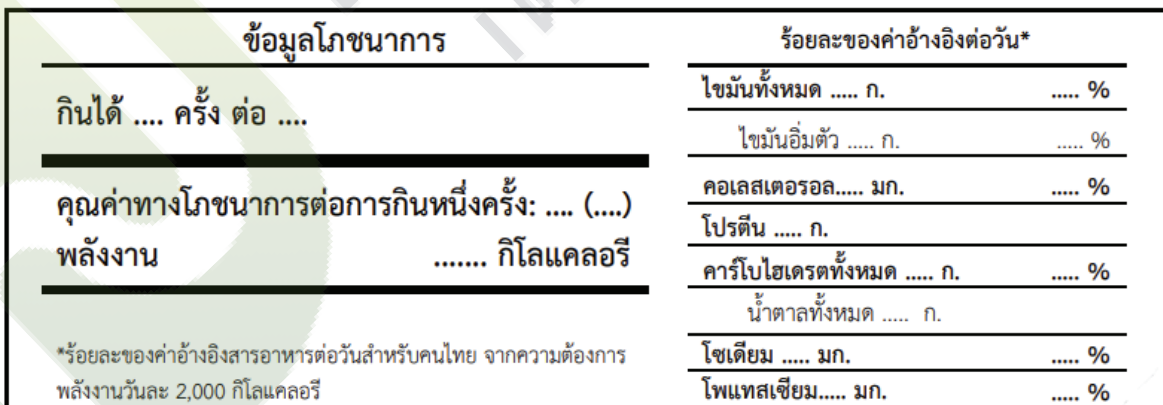 ข้อมูลโภชนาการ
กินได้ .... ครั้ง ต่อ ....
คุณค่าทางโภชนาการต่อการกินหนึ่งครั้ง: .... (....)
พลังงาน ....... กิโลแคลอรี
*ร้อยละของค่าอ้างอิงสารอาหารต่อวันสำหรับคนไทย จากความต้องการ
พลังงานวันละ 2,000 กิโลแคลอรี
ร้อยละของค่าอ้างอิงต่อวัน*
ไขมันทั้งหมด ..... ก. ..... %
ไขมันอิ่มตัว ..... ก. ..... %
คอเลสเตอรอล..... มก. ..... %
โปรตีน ..... ก.
คาร์โบไฮเดรตทั้งหมด ..... ก. ..... %
น้ำตาลทั้งหมด ..... ก.
โซเดียม ..... มก. ..... %
โพแทสเซียม..... มก. ..... %